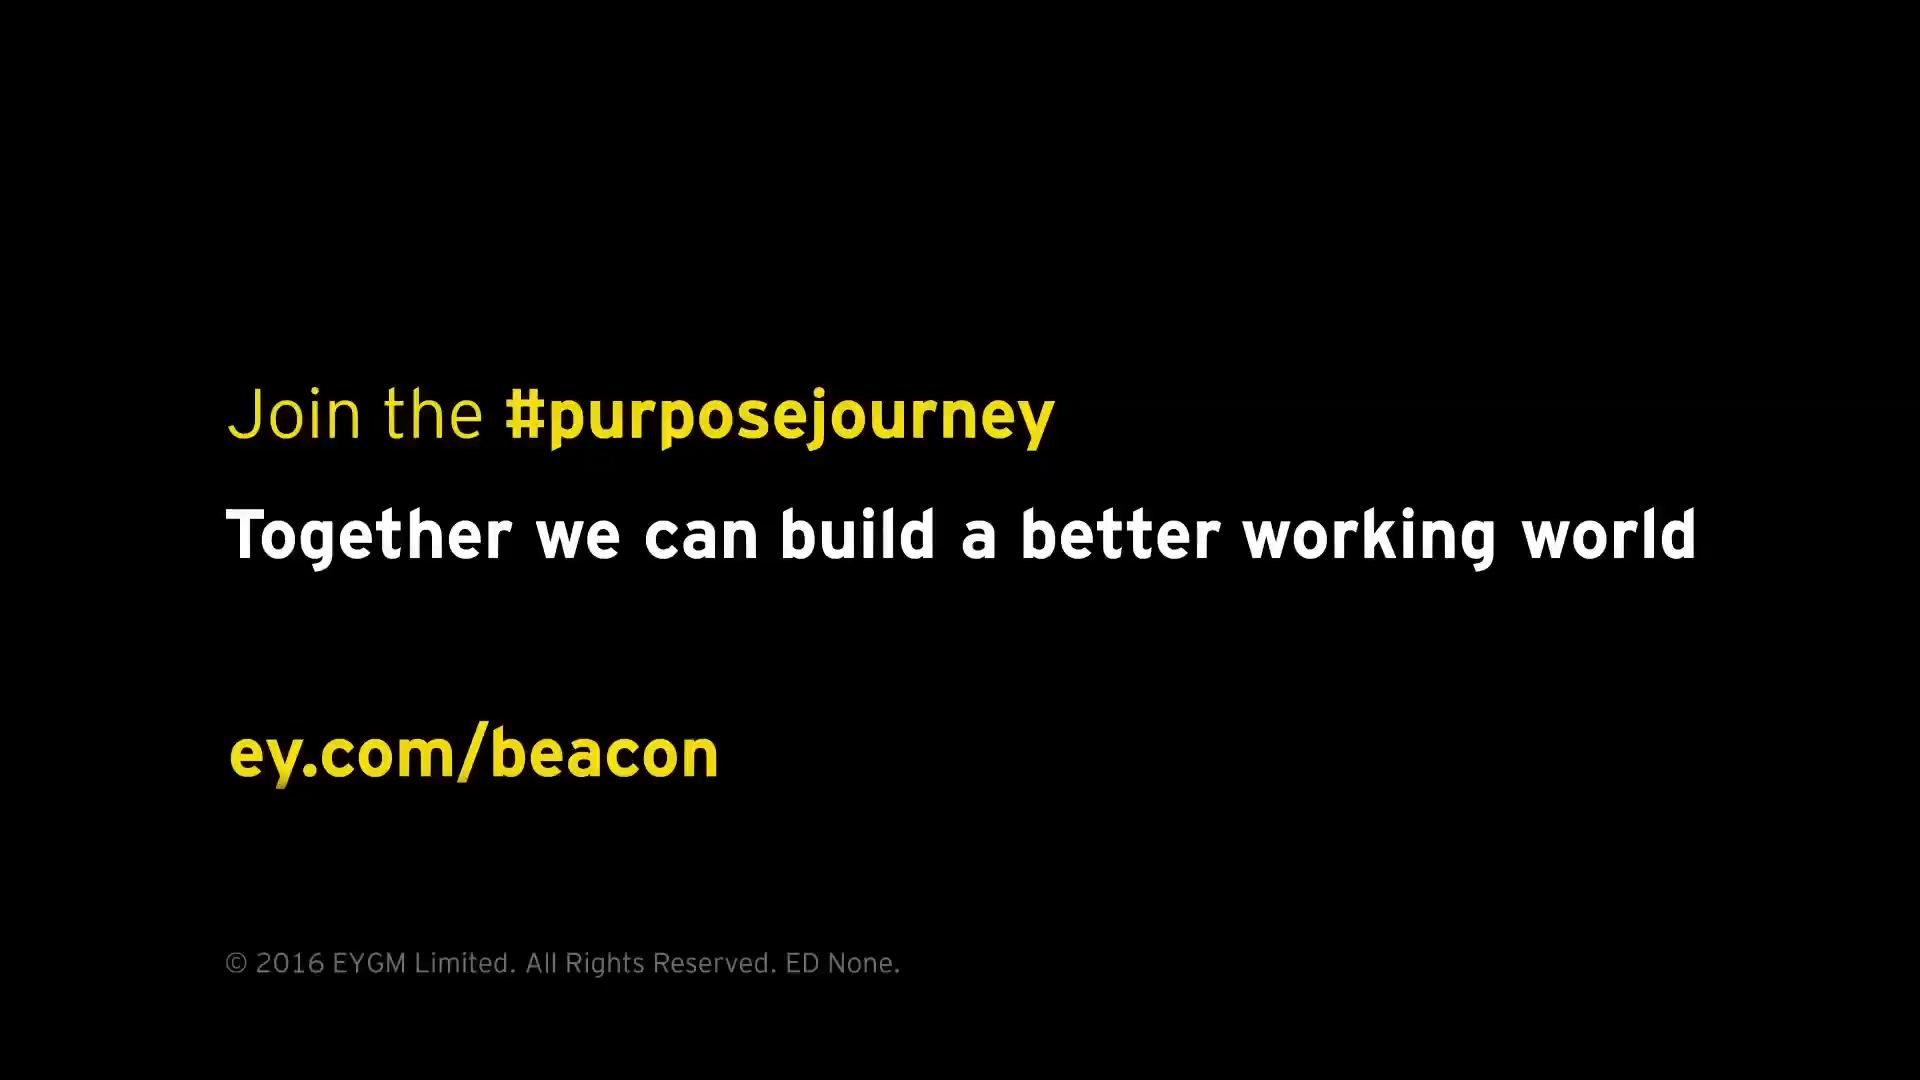 Join the #purposejourney
Together we can build a better working world
ey.com/beacon
© 2016 EYGM Limited. All Rights Reserved. ED None.